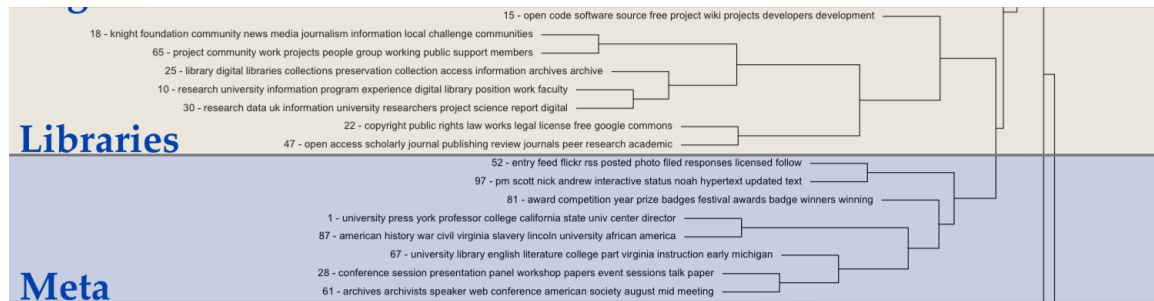 15 - open code software source free project wiki projects developers development
18 - knight foundation community news media journalism information local challenge communities
65 - project community work projects people group working public support members
25 - library digital libraries collections preservation collection access information archives archive
10 - research university information program experience digital library position work faculty
30 - research data uk information university researchers project science report digital
22 - copyright public rights law works legal license free google commons
Libraries
47 - open access scholarly journal publishing review journals peer research academic
52 - entry feed flickr rss posted photo filed responses licensed follow
97 - pm scott nick andrew interactive status noah hypertext updated text
81 - award competition year prize badges festival awards badge winners winning
1 - university press york professor college california state univ center director
87 - american history war civil virginia slavery lincoln university african america
67 - university library english literature college part virginia instruction early michigan
28 - conference session presentation panel workshop papers event sessions talk paper
Meta
61 - archives archivists speaker web conference american society august mid meeting